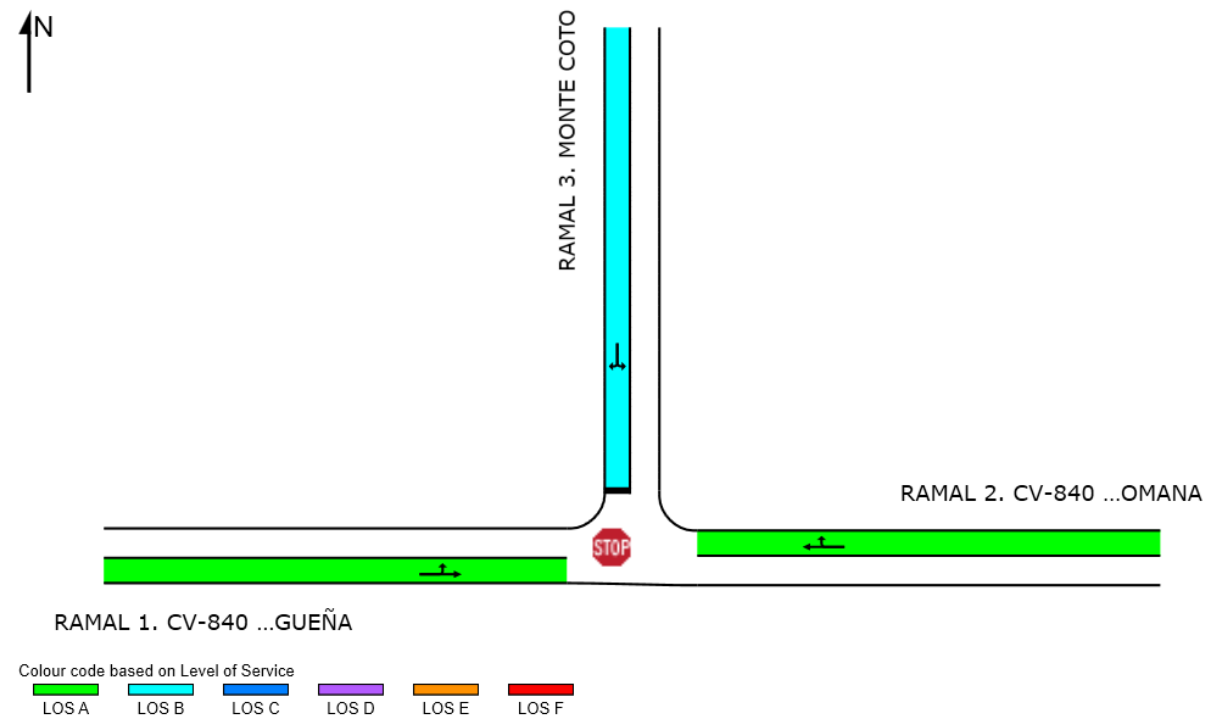 N
RAMAL 3. MONTE COTO
RAMAL 2. CV-840 ...OMANA
STOP
RAMAL 1. CV-840 ...GUEÑA
Colour code based on Level of Service
LOS A LOS B LOS C LOS D LOS E LOS F